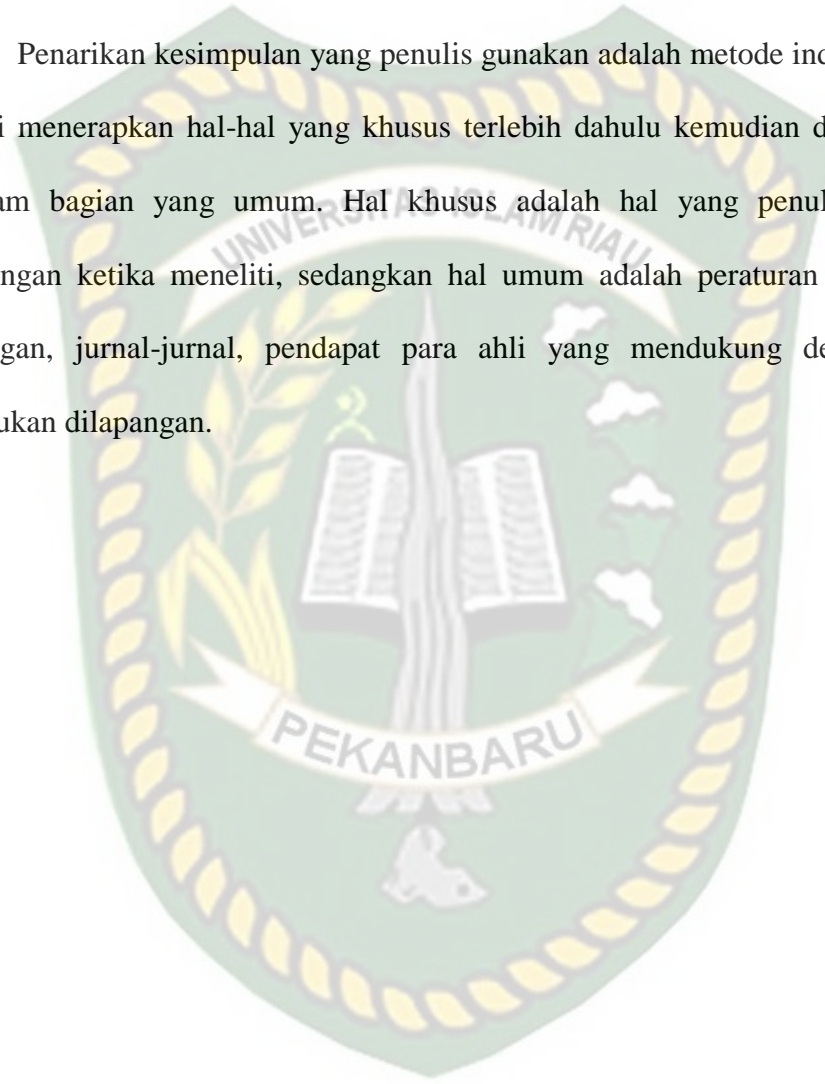 Penarikan kesimpulan yang penulis gunakan adalah metode ind
i menerapkan hal-hal yang khusus terlebih dahulu kemudian d
am bagian yang umum. Hal khusus adalah hal yang penul
ngan ketika meneliti, sedangkan hal umum adalah peraturan
gan, jurnal-jurnal, pendapat para ahli yang mendukung de
ukan dilapangan.
UNIVERSITAS ISLAM RIAU
PEKANBARU